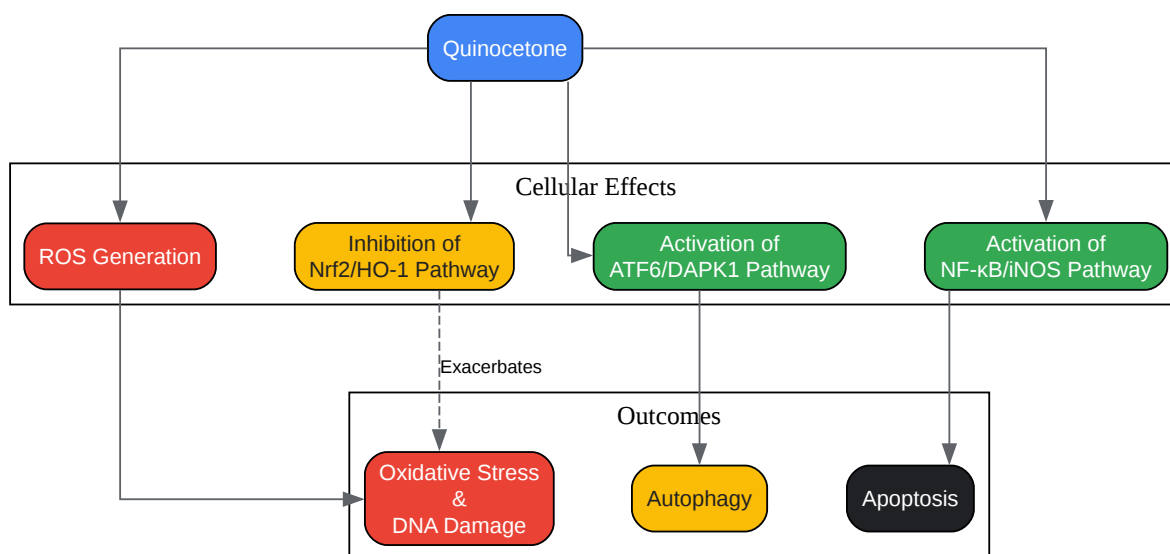 Quinocetone
Cellular Effects
ROS Generation
Inhibition of
Nrf2/HO-1 Pathway
Activation of
ATF6/DAPK1 Pathway
Activation of
NF-κB/iNOS Pathway
Exacerbates
Outcomes
Oxidative Stress
&
DNA Damage
Autophagy
Apoptosis